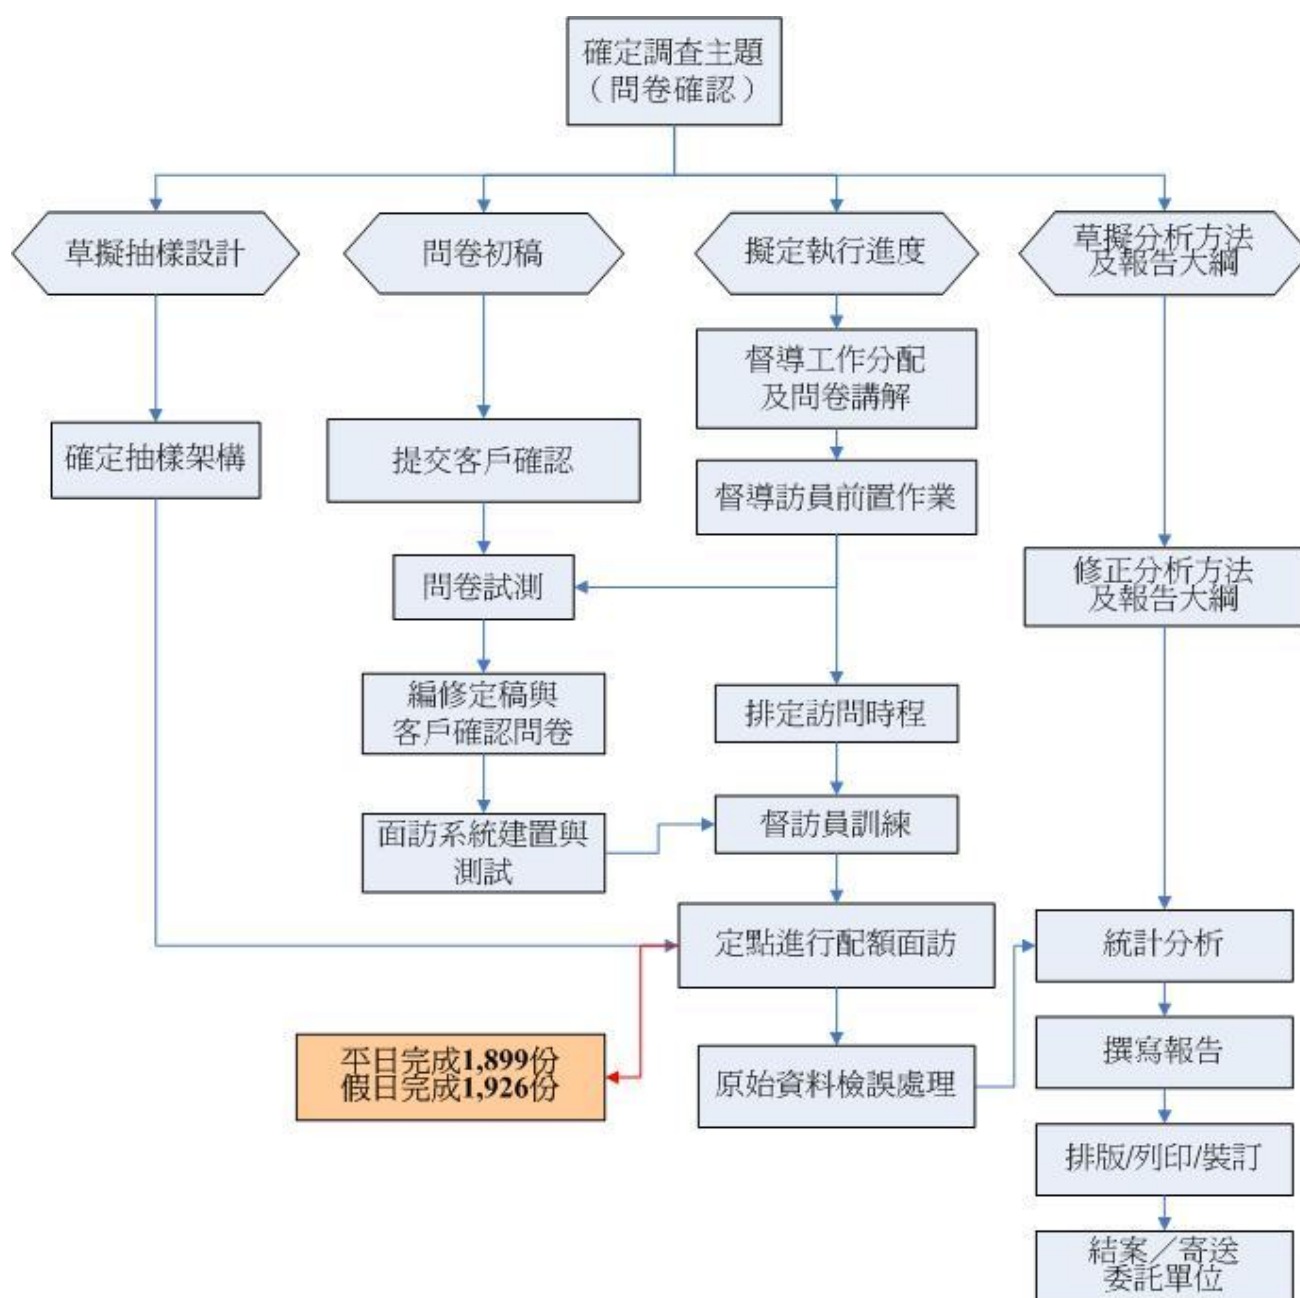 確定調查主題
（問卷確認）
草擬抽樣設計
問卷初稿
擬定執行進度
草擬分析方法
及報告大綱
督導工作分配
及問卷講解
確定抽樣架構
提交客戶確認
督導訪員前置作業
問卷試測
修正分析方法
及報告大綱
編修定稿與
客戶確認問卷
排定訪問時程
面訪系統建置與
測試
督訪員訓練
定點進行配額面訪
統計分析
平日完成1,899份
假日完成1,926份
原始資料檢誤處理
撰寫報告
排版/列印/裝訂
結案／寄送
委託單位